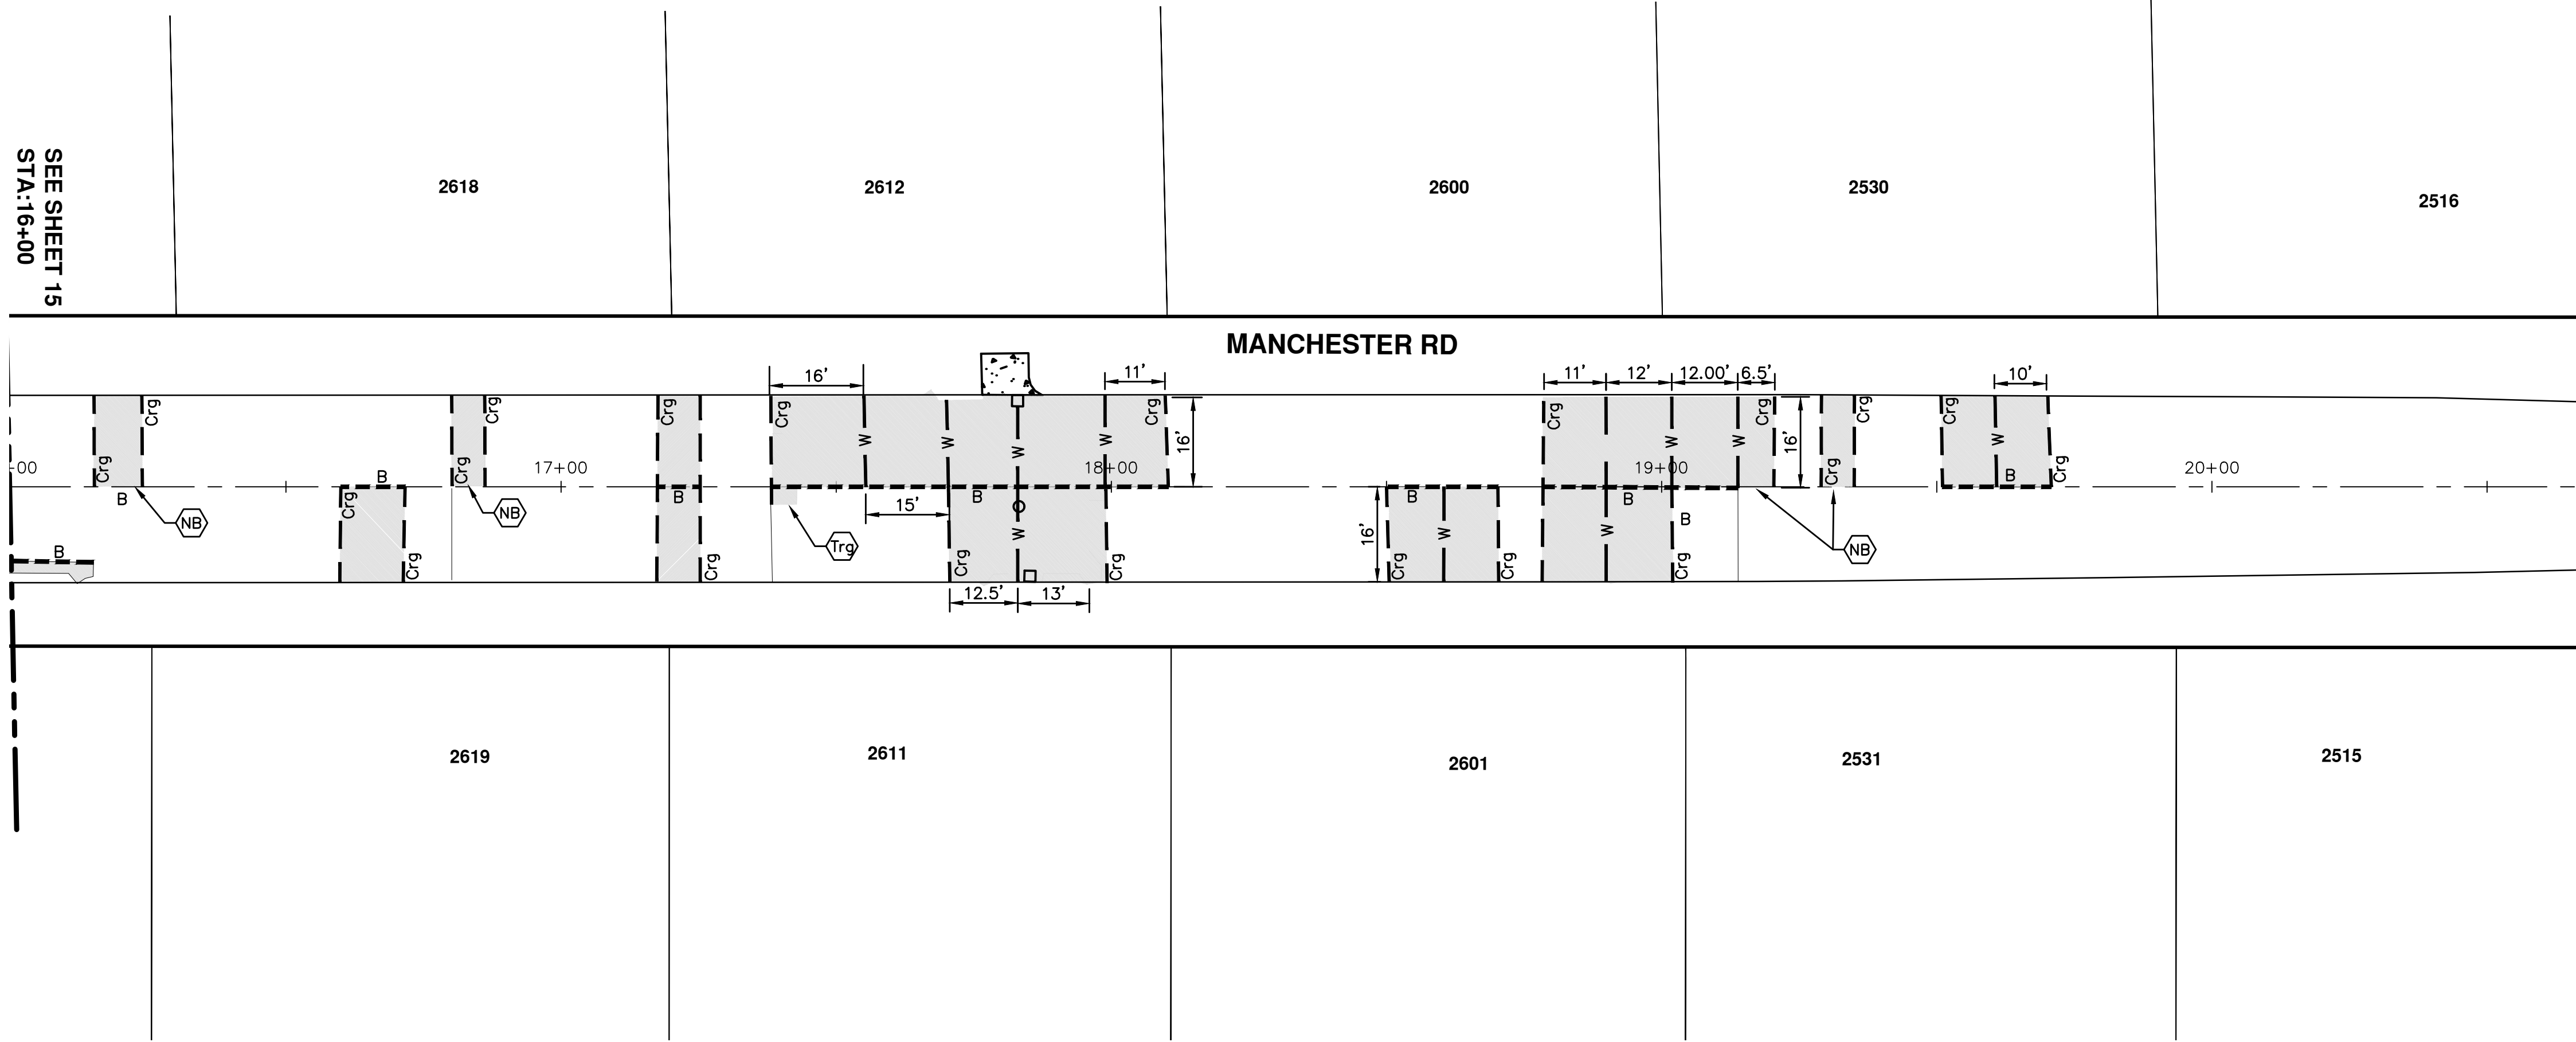 SEE SHEET 15
STA:16+00
2618
2612
2600
2530
2516
MANCHESTER RD
16'
11'
11'
12'
12.00'
6.5'
10'
Crg
Crg
Crg
Crg
Crg
Crg
Crg
Crg
Crg
Crg
W
W
W
W
16'
W
W
16'
W
-00
Crg
Crg
17+00
18+00
19+00
Crg
Crg
20+00
B
B
B
B
B
B
B
NB
Crg
NB
15'
Trg
16'
W
W
W
B
NB
B
Crg
Crg
Crg
Crg
Crg
Crg
Crg
12.5'
13'
2619
2611
2601
2531
2515